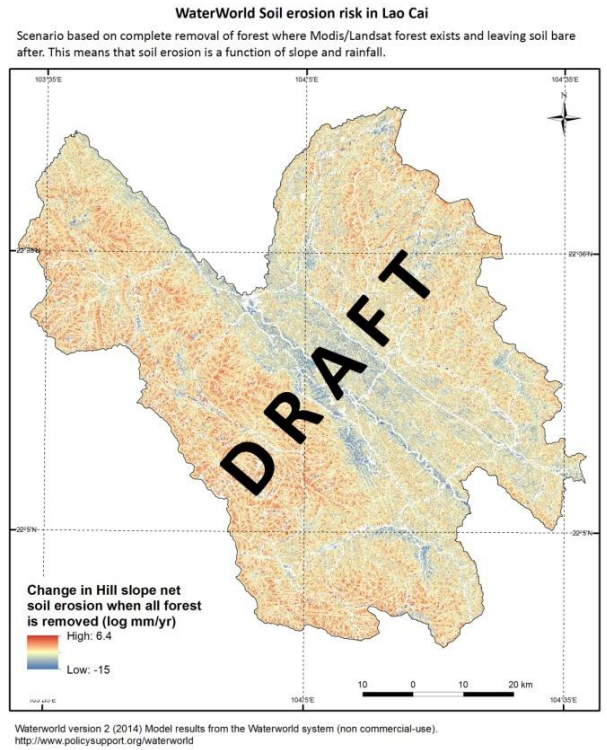 WaterWorld Soil erosion risk in Lao Cai
Scenario based on complete removal of forest where Modis/Landsat forest exists and leaving soil bare
after. This means that soil erosion is a function of slope and rainfall.
103°35'E
104°5'E
104°35'E
N
DRAFT
22°5'N
22°5'N
Change in Hill slope net
soil erosion when all forest
is removed (log mm/yr)
High: 6.4
Low: -15
10 0 10 20 km
104°5'E
104°35'E
Waterworld version 2 (2014) Model results from the Waterworld system (non commercial-use).
http://www.policysupport.org/waterworld